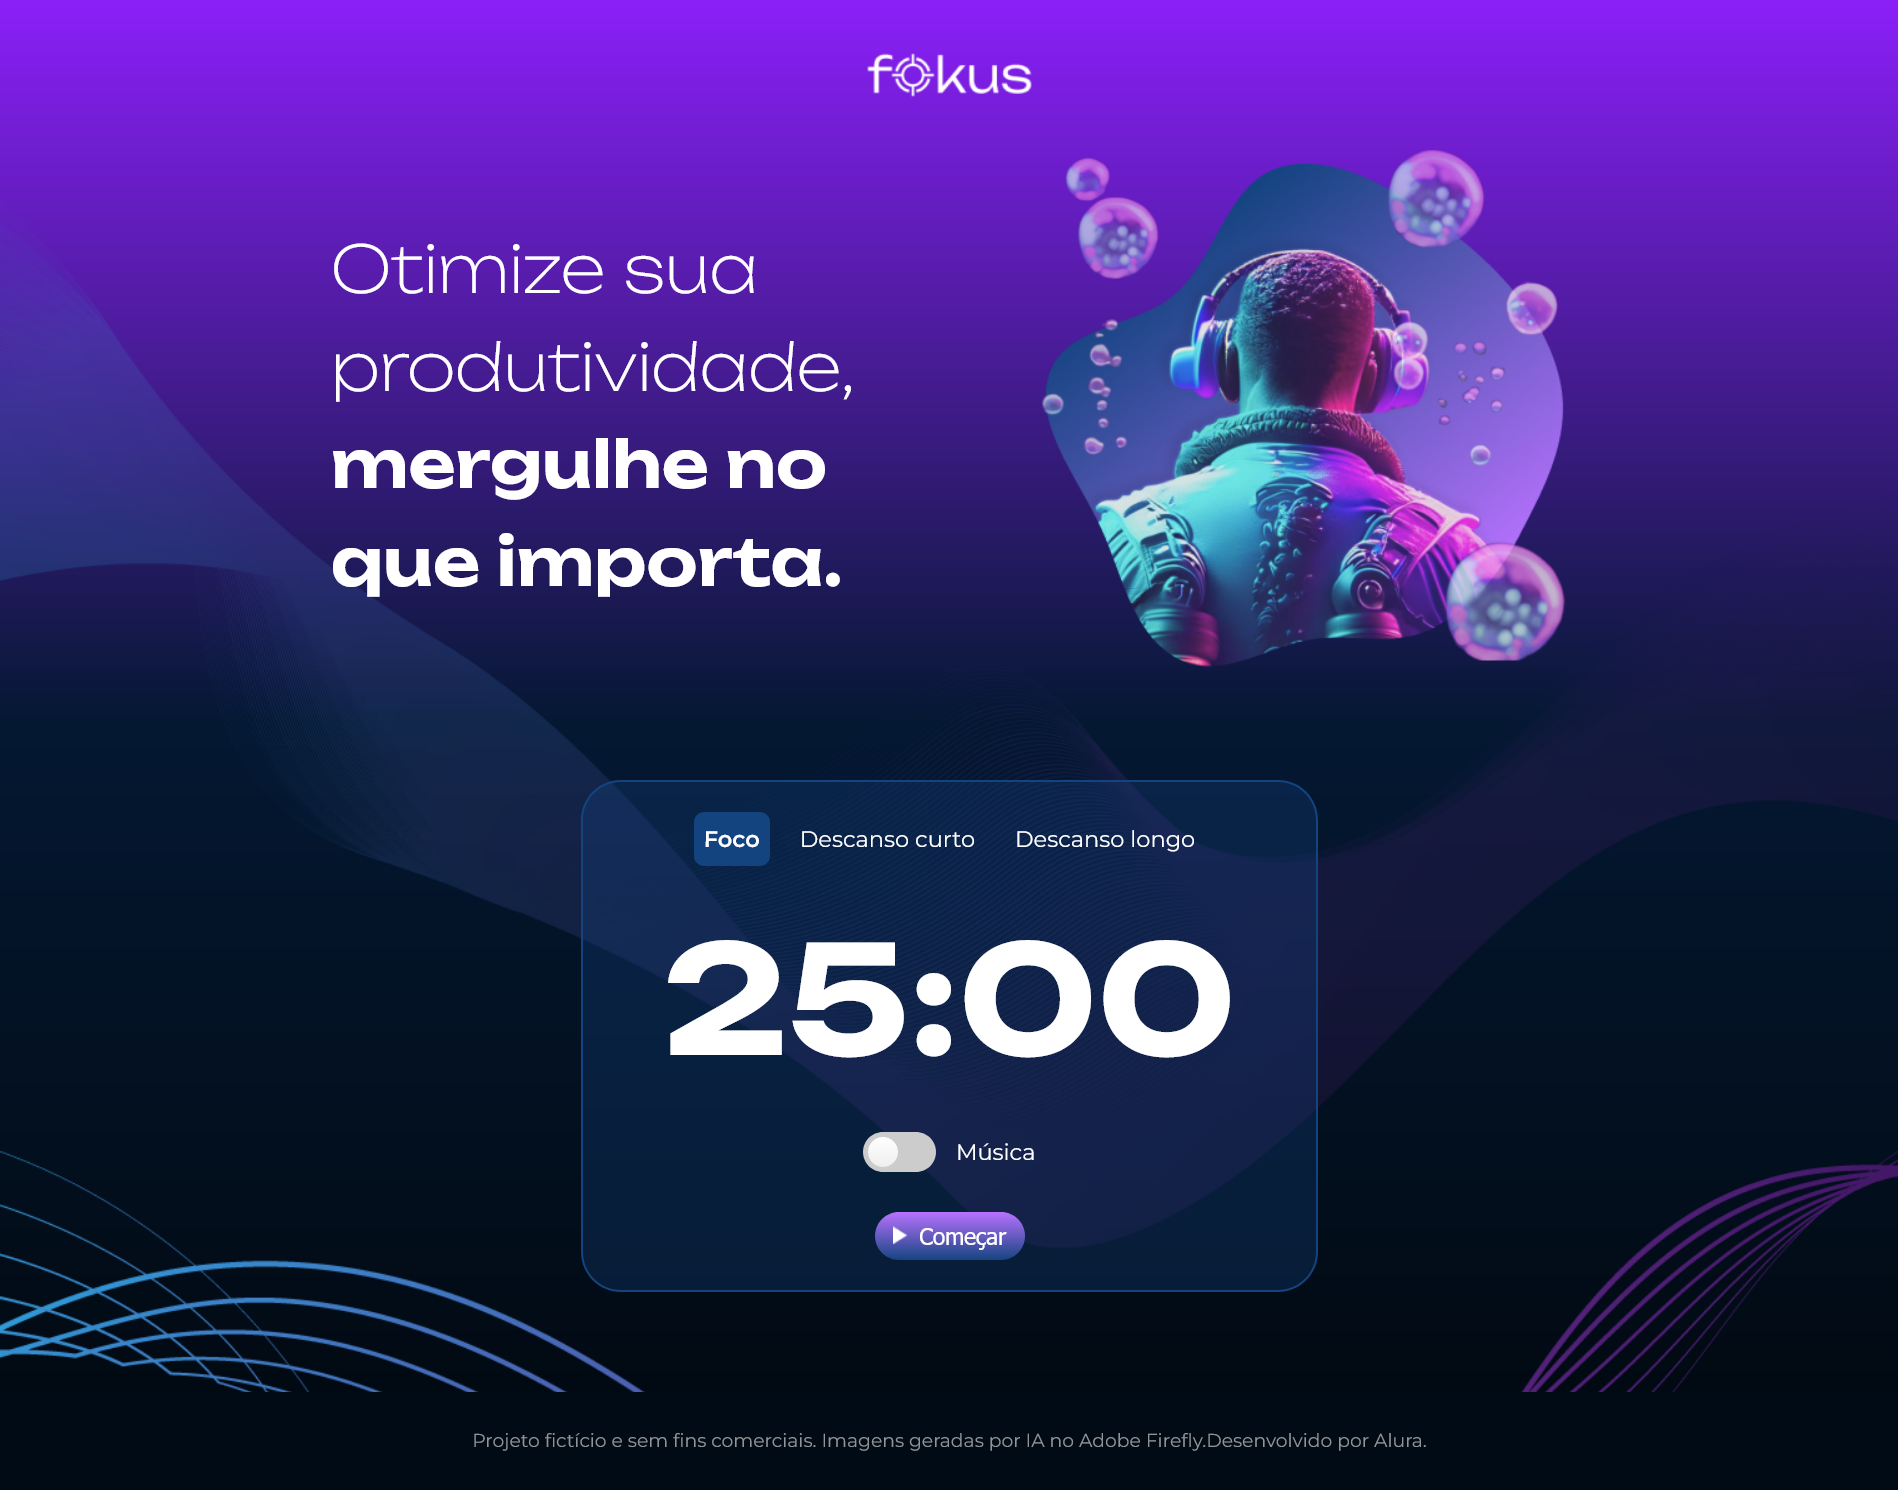 fokus
Otimize sua
produtividade,
mergulhe no
que importa.
Foco Descanso curto Descanso longo
25:00
Música
Começar
Projeto fictício e sem fins comerciais. Imagens geradas por IA no Adobe Firefly.Desenvolvido por Alura.